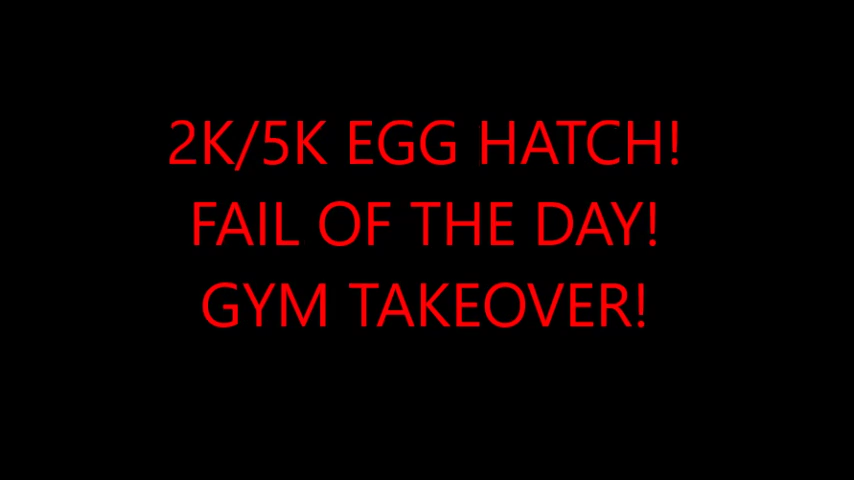 2K/5K EGG HATCH!
FAIL OF THE DAY!
GYM TAKEOVER!